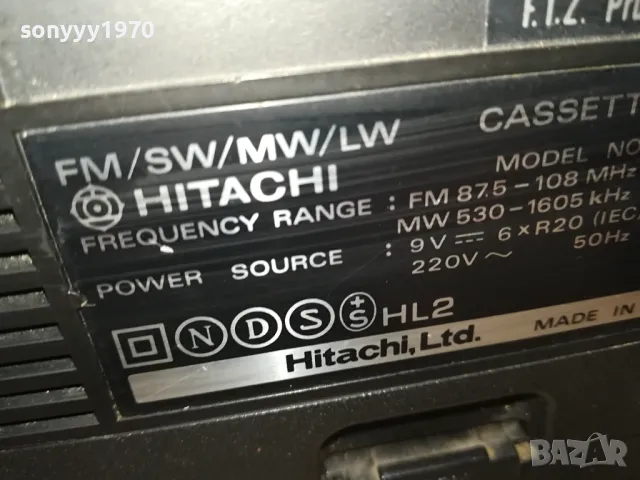 sonyyy1970
F.T.Z.
FM/SW/MW/LW
CASSETT
HITACHI
MODEL NO
FREQUENCY RANGE : FM 87.5-108 MHz
MW 530-1605 kHz
POWER SOURCE : 9V 6 x R20 (IEC
220V ~ 50Hz
N D S +S HL2
Hitachi, Ltd.
MADE IN
BAZAR